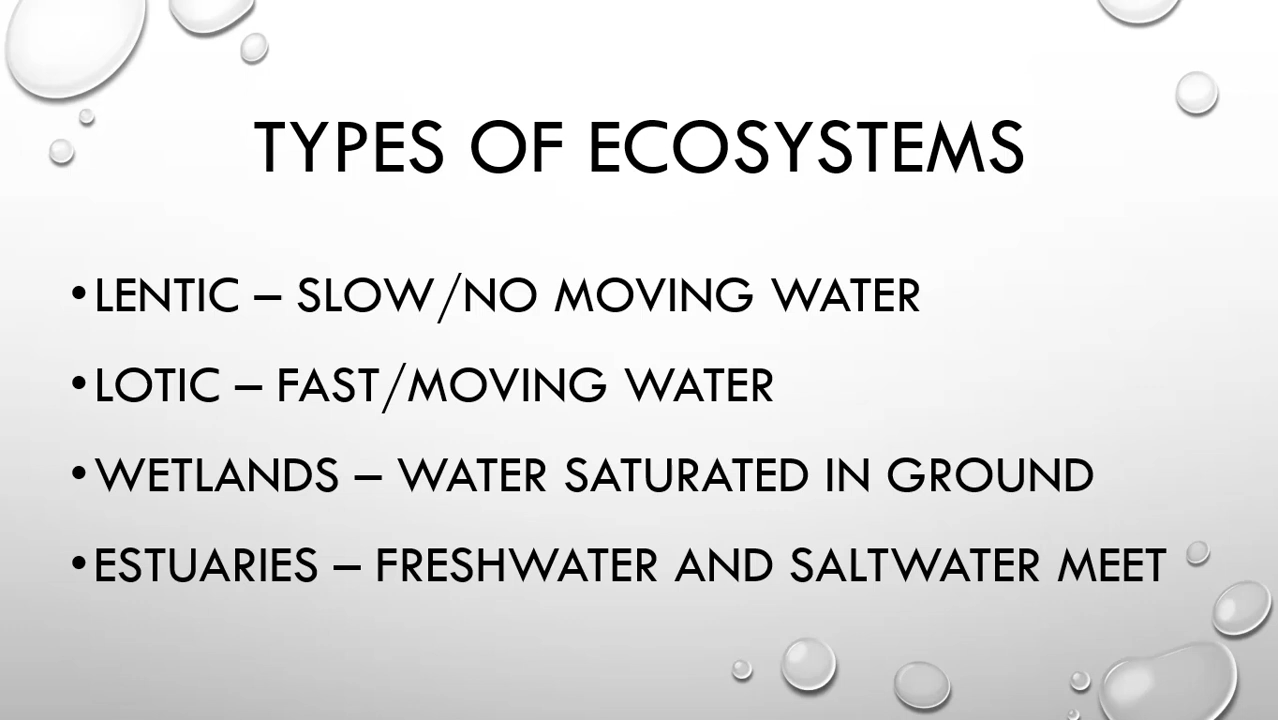 TYPES OF ECOSYSTEMS
•LENTIC – SLOW/NO MOVING WATER
•LOTIC – FAST/MOVING WATER
•WETLANDS – WATER SATURATED IN GROUND
•ESTUARIES – FRESHWATER AND SALTWATER MEET